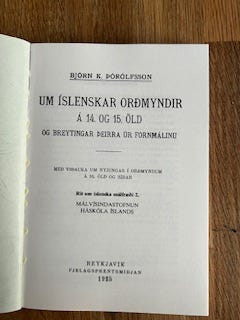 BJÖRN K. ÞÓRÓLFSSON
UM ÍSLENSKAR ORÐMYNDIR
Á 14. OG 15. ÖLD
OG BREYTINGAR ÞEIRRA ÚR FORNMÁLINU
MEÐ VIÐAUKA UM NÝJUNGAR Í ORÐMYNDUM
Á 16. ÖLD OG SÍÐAR
Rit um íslenska málfræði 2.
MÁLVÍSINDASTOFNUN
HÁSKÓLA ÍSLANDS
REYKJAVÍK
FJELAGSPRENTSMIÐJAN
1925